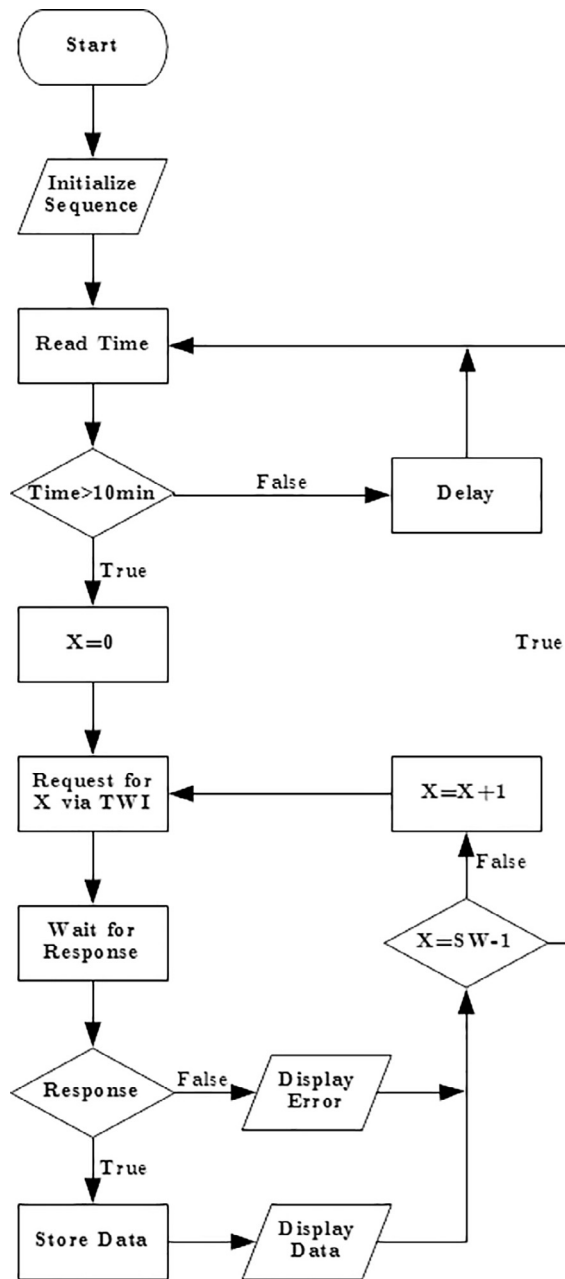 Start
Initialize
Sequence
Read Time
Time>10min
False
Delay
True
X=0
True
Request for
X via TWI
X=X+1
False
Wait for
Response
X=SW-1
Response
False
Display
Error
True
Store Data
Display
Data